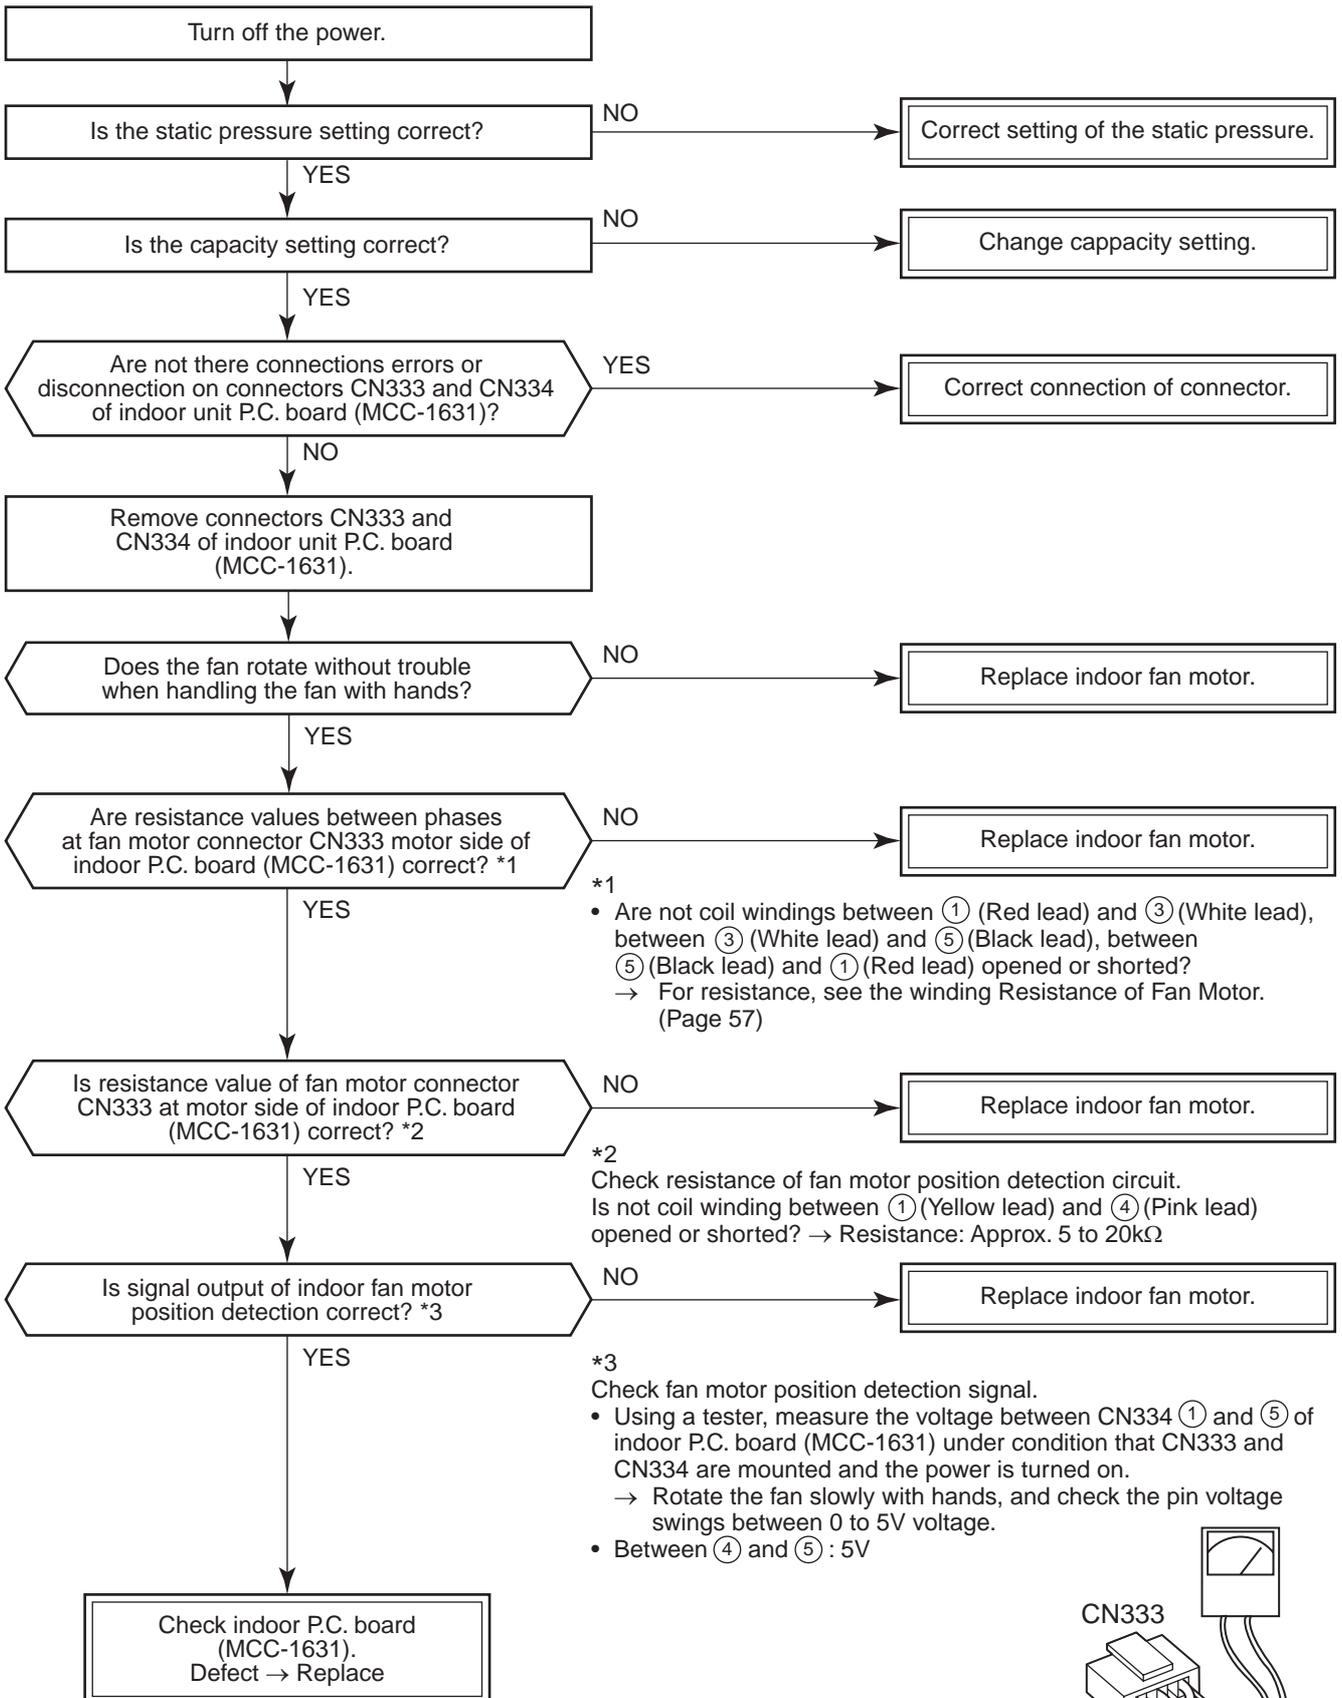 Turn off the power.
Is the static pressure setting correct?
NO
Correct setting of the static pressure.
YES
Is the capacity setting correct?
NO
Change cappacity setting.
YES
Are not there connections errors or
disconnection on connectors CN333 and CN334
of indoor unit P.C. board (MCC-1631)?
YES
Correct connection of connector.
NO
Remove connectors CN333 and
CN334 of indoor unit P.C. board
(MCC-1631).
Does the fan rotate without trouble
when handling the fan with hands?
NO
Replace indoor fan motor.
YES
Are resistance values between phases
at fan motor connector CN333 motor side of
indoor P.C. board (MCC-1631) correct? *1
NO
Replace indoor fan motor.
YES
*1
• Are not coil windings between ① (Red lead) and ③ (White lead),
between ③ (White lead) and ⑤ (Black lead), between
⑤ (Black lead) and ① (Red lead) opened or shorted?
→ For resistance, see the winding Resistance of Fan Motor.
(Page 57)
Is resistance value of fan motor connector
CN333 at motor side of indoor P.C. board
(MCC-1631) correct? *2
NO
Replace indoor fan motor.
YES
*2
Check resistance of fan motor position detection circuit.
Is not coil winding between ① (Yellow lead) and ④ (Pink lead)
opened or shorted? → Resistance: Approx. 5 to 20kΩ
Is signal output of indoor fan motor
position detection correct? *3
NO
Replace indoor fan motor.
YES
*3
Check fan motor position detection signal.
• Using a tester, measure the voltage between CN334 ① and ⑤ of
indoor P.C. board (MCC-1631) under condition that CN333 and
CN334 are mounted and the power is turned on.
→ Rotate the fan slowly with hands, and check the pin voltage
swings between 0 to 5V voltage.
• Between ④ and ⑤ : 5V
Check indoor P.C. board
(MCC-1631).
Defect → Replace
CN333